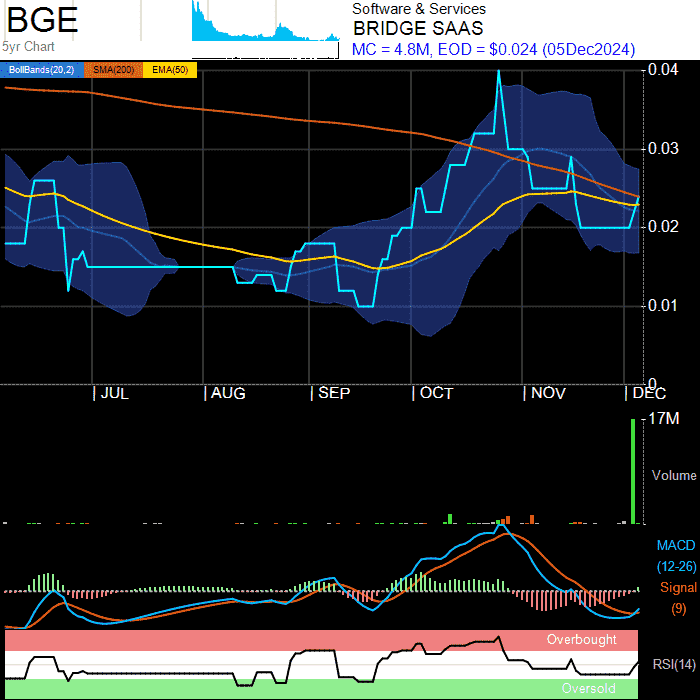 BGE
5yr Chart
Software & Services
BRIDGE SAAS
MC = 4.8M, EOD = $0.024 (05Dec2024)
BollBands(20,2) SMA(200) EMA(50)
0.04
0.03
0.02
0.01
0
JUL AUG SEP OCT NOV DEC
17M
Volume
MACD
(12-26)
Signal
(9)
Overbought
RSI(14)
Oversold